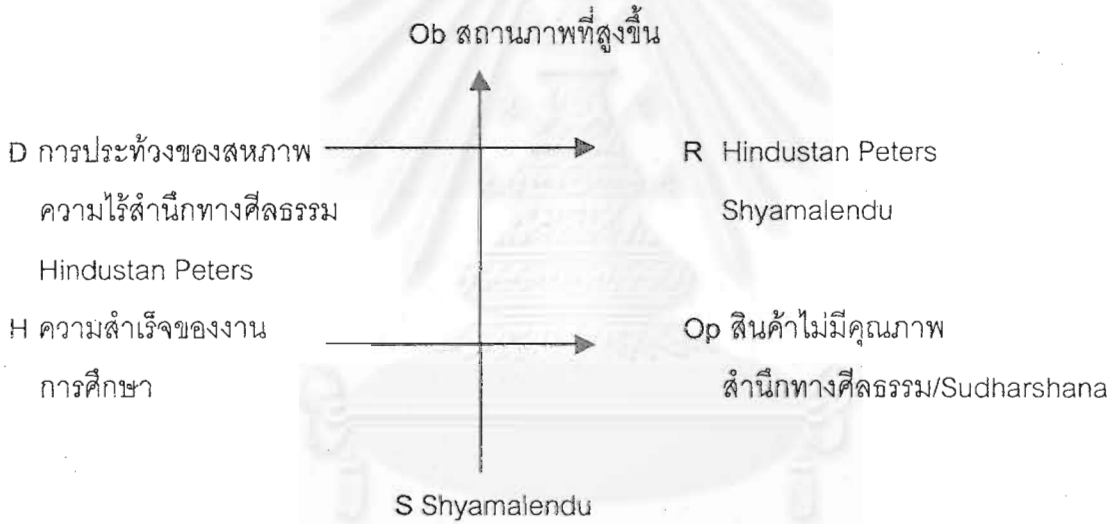 Ob สถานภาพที่สูงขึ้น
D การประท้วงของสหภาพ
ความไร้สำนึกทางศีลธรรม
Hindustan Peters
R Hindustan Peters
Shyamalendu
H ความสำเร็จของงาน
การศึกษา
Op สินค้าไม่มีคุณภาพ
สำนึกทางศีลธรรม/Sudharshana
S Shyamalendu